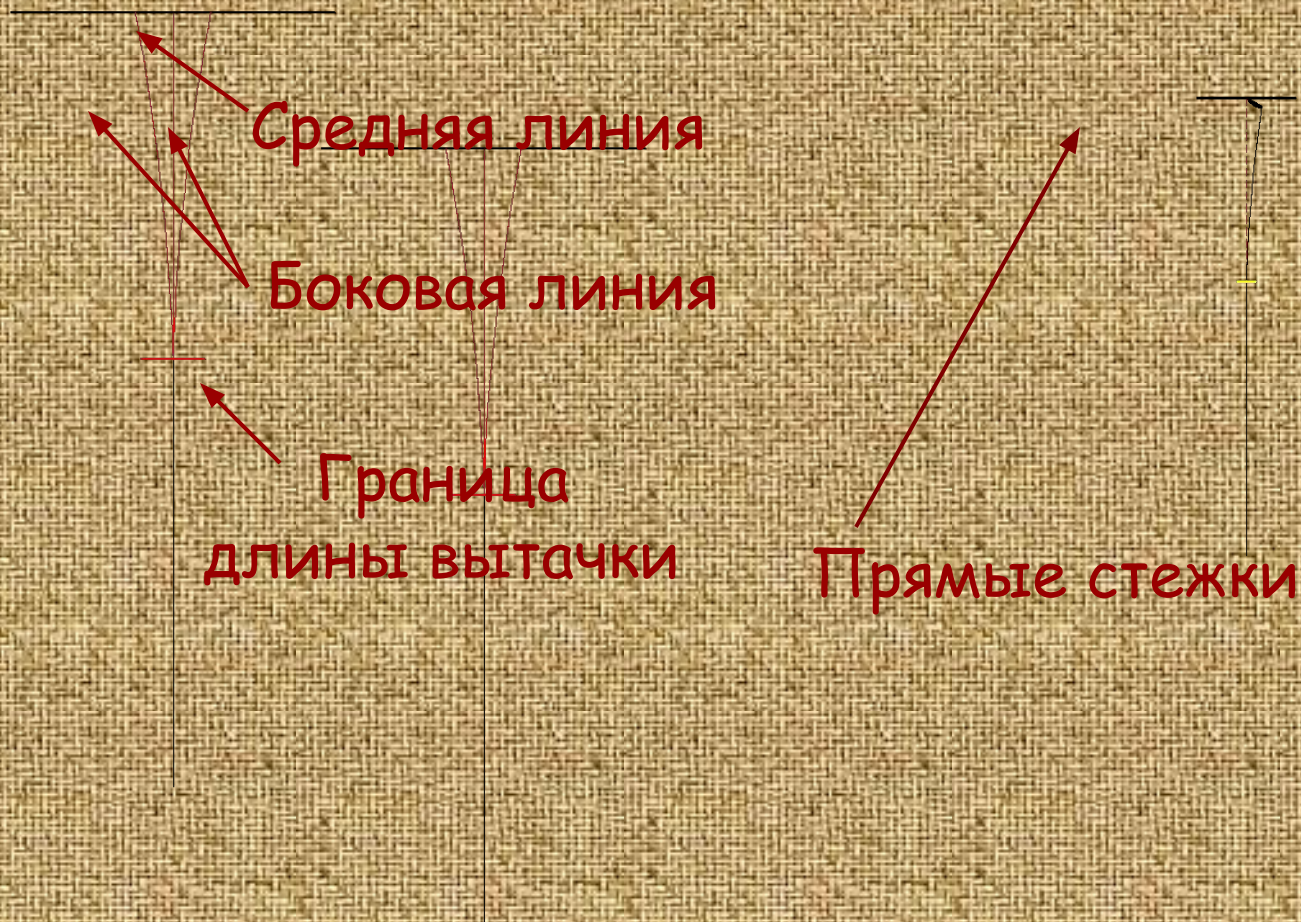 Средняя линия
Боковая линия
Граница
длины вытачки
Прямые стежки